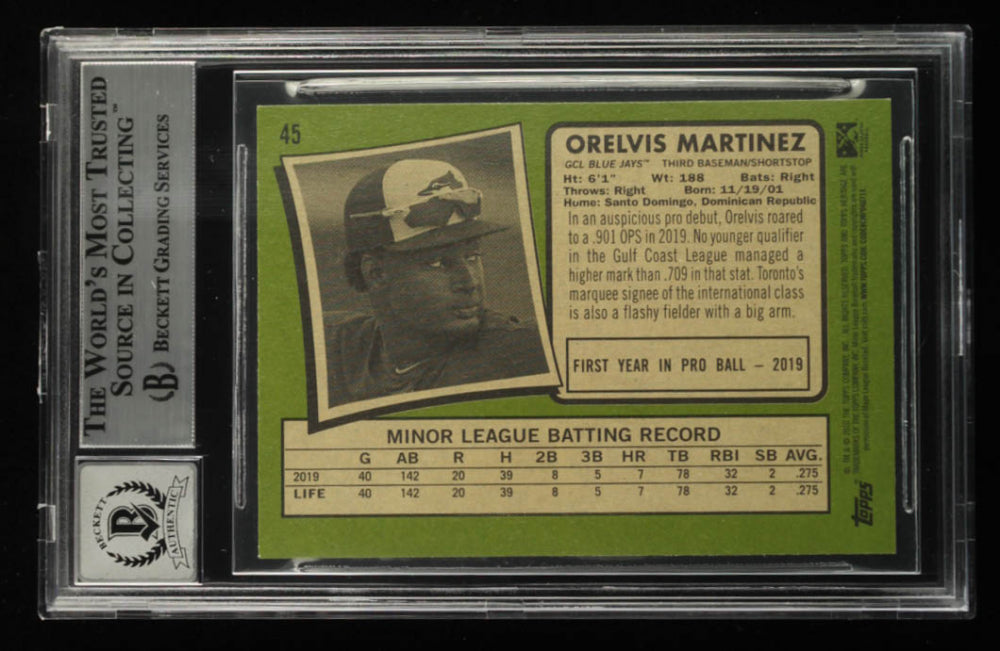 THE WORLD'S MOST TRUSTED
SOURCE IN COLLECTING™
(B) BECKETT GRADING SERVICES
BECKETT
B
AUTHENTIC
45
ORELVIS MARTINEZ
GCL BLUE JAYS™ THIRD BASEMAN/SHORTSTOP
Ht: 6'1" Wt: 188 Bats: Right
Throws: Right Born: 11/19/01
Home: Santo Domingo, Dominican Republic
In an auspicious pro debut, Orelvis roared
to a .901 OPS in 2019. No younger qualifier
in the Gulf Coast League managed a
higher mark than .709 in that stat. Toronto's
marquee signee of the international class
is also a flashy fielder with a big arm.
FIRST YEAR IN PRO BALL – 2019
MINOR LEAGUE BATTING RECORD
G AB R H 2B 3B HR TB RBI SB AVG.
2019 40 142 20 39 8 5 7 78 32 2 .275
LIFE 40 142 20 39 8 5 7 78 32 2 .275
topps